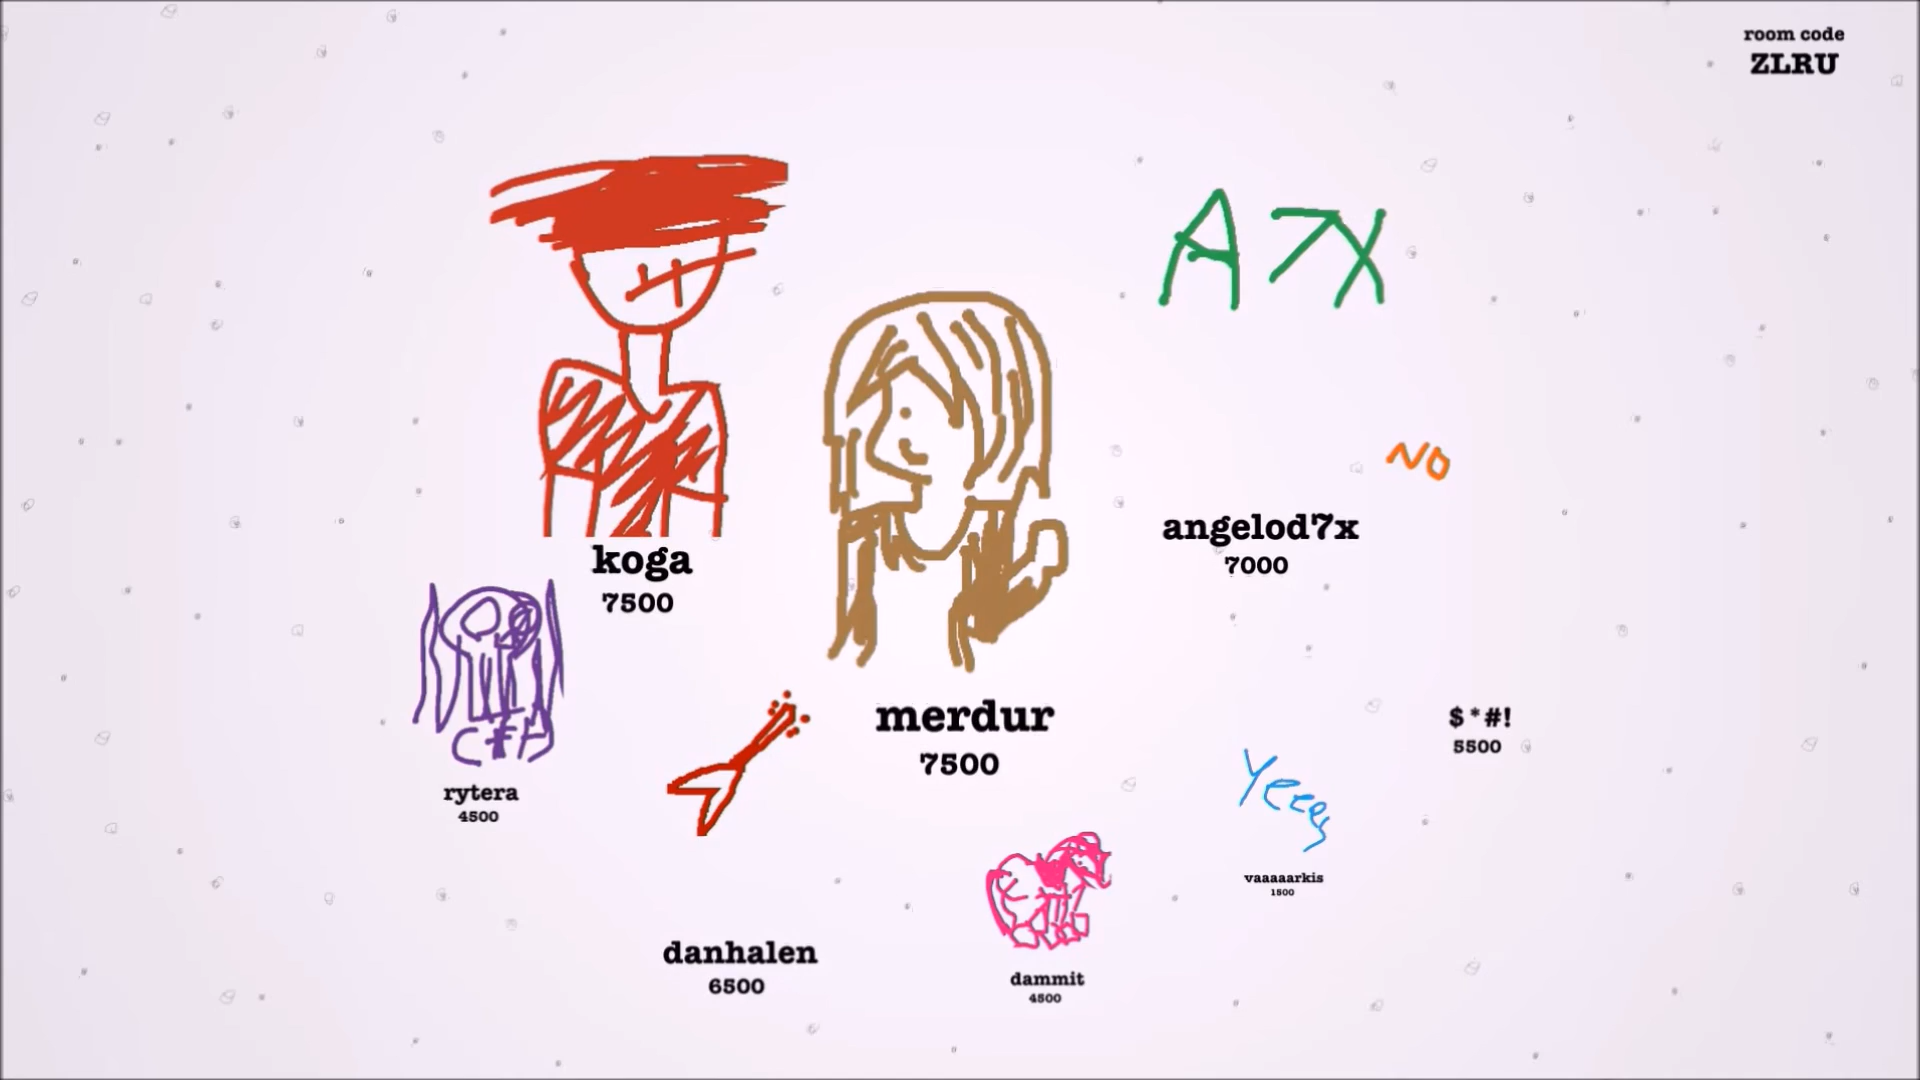 room code
ZLRU
A7X
NO
angelod7x
7000
koga
7500
merdur
7500
$*#!
5500
rytera
4500
Yeeey
vaaaaarkis
1500
danhalen
6500
dammit
4500